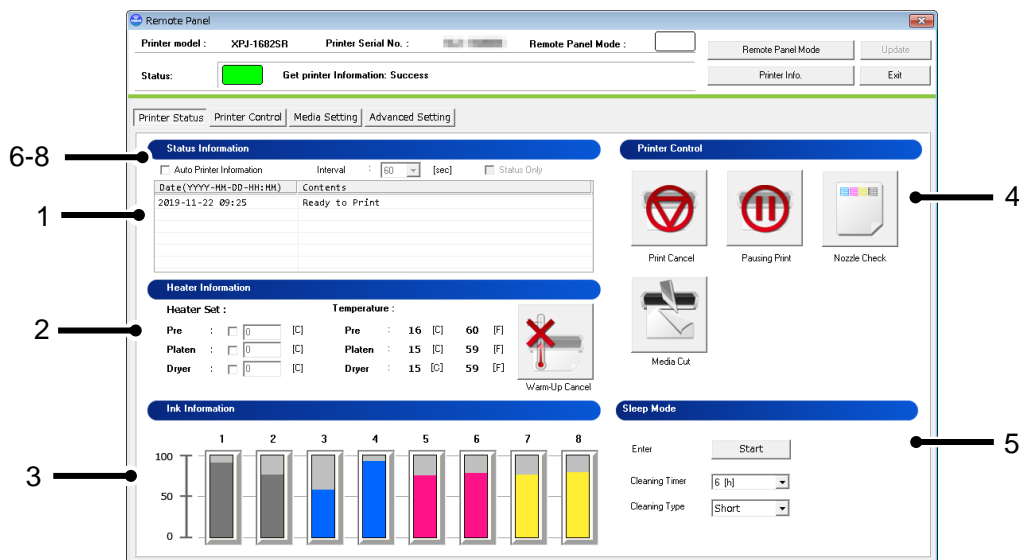 Remote Panel
Printer model : XPJ-1682SR Printer Serial No. : Remote Panel Mode :
Remote Panel Mode Update
Status: Get printer Information: Success
Printer Info. Exit
Printer Status Printer Control Media Setting Advanced Setting
Status Information Printer Control
6-8
Auto Printer Information Interval : 60 [sec] Status Only
Date(YYYY-MM-DD-HH:MM) Contents
2019-11-22 09:25 Ready to Print
1
4
Print Cancel Pausing Print Nozzle Check
Heater Information
Heater Set : Temperature :
2
Pre : 0 [C] Pre : 16 [C] 60 [F]
Platen : 0 [C] Platen : 15 [C] 59 [F]
Dryer : 0 [C] Dryer : 15 [C] 59 [F]
Warm-Up Cancel
Media Cut
Ink Information Sleep Mode
1 2 3 4 5 6 7 8
5
Enter Start
100
3
Cleaning Timer 6 [h]
50
Cleaning Type Short
0